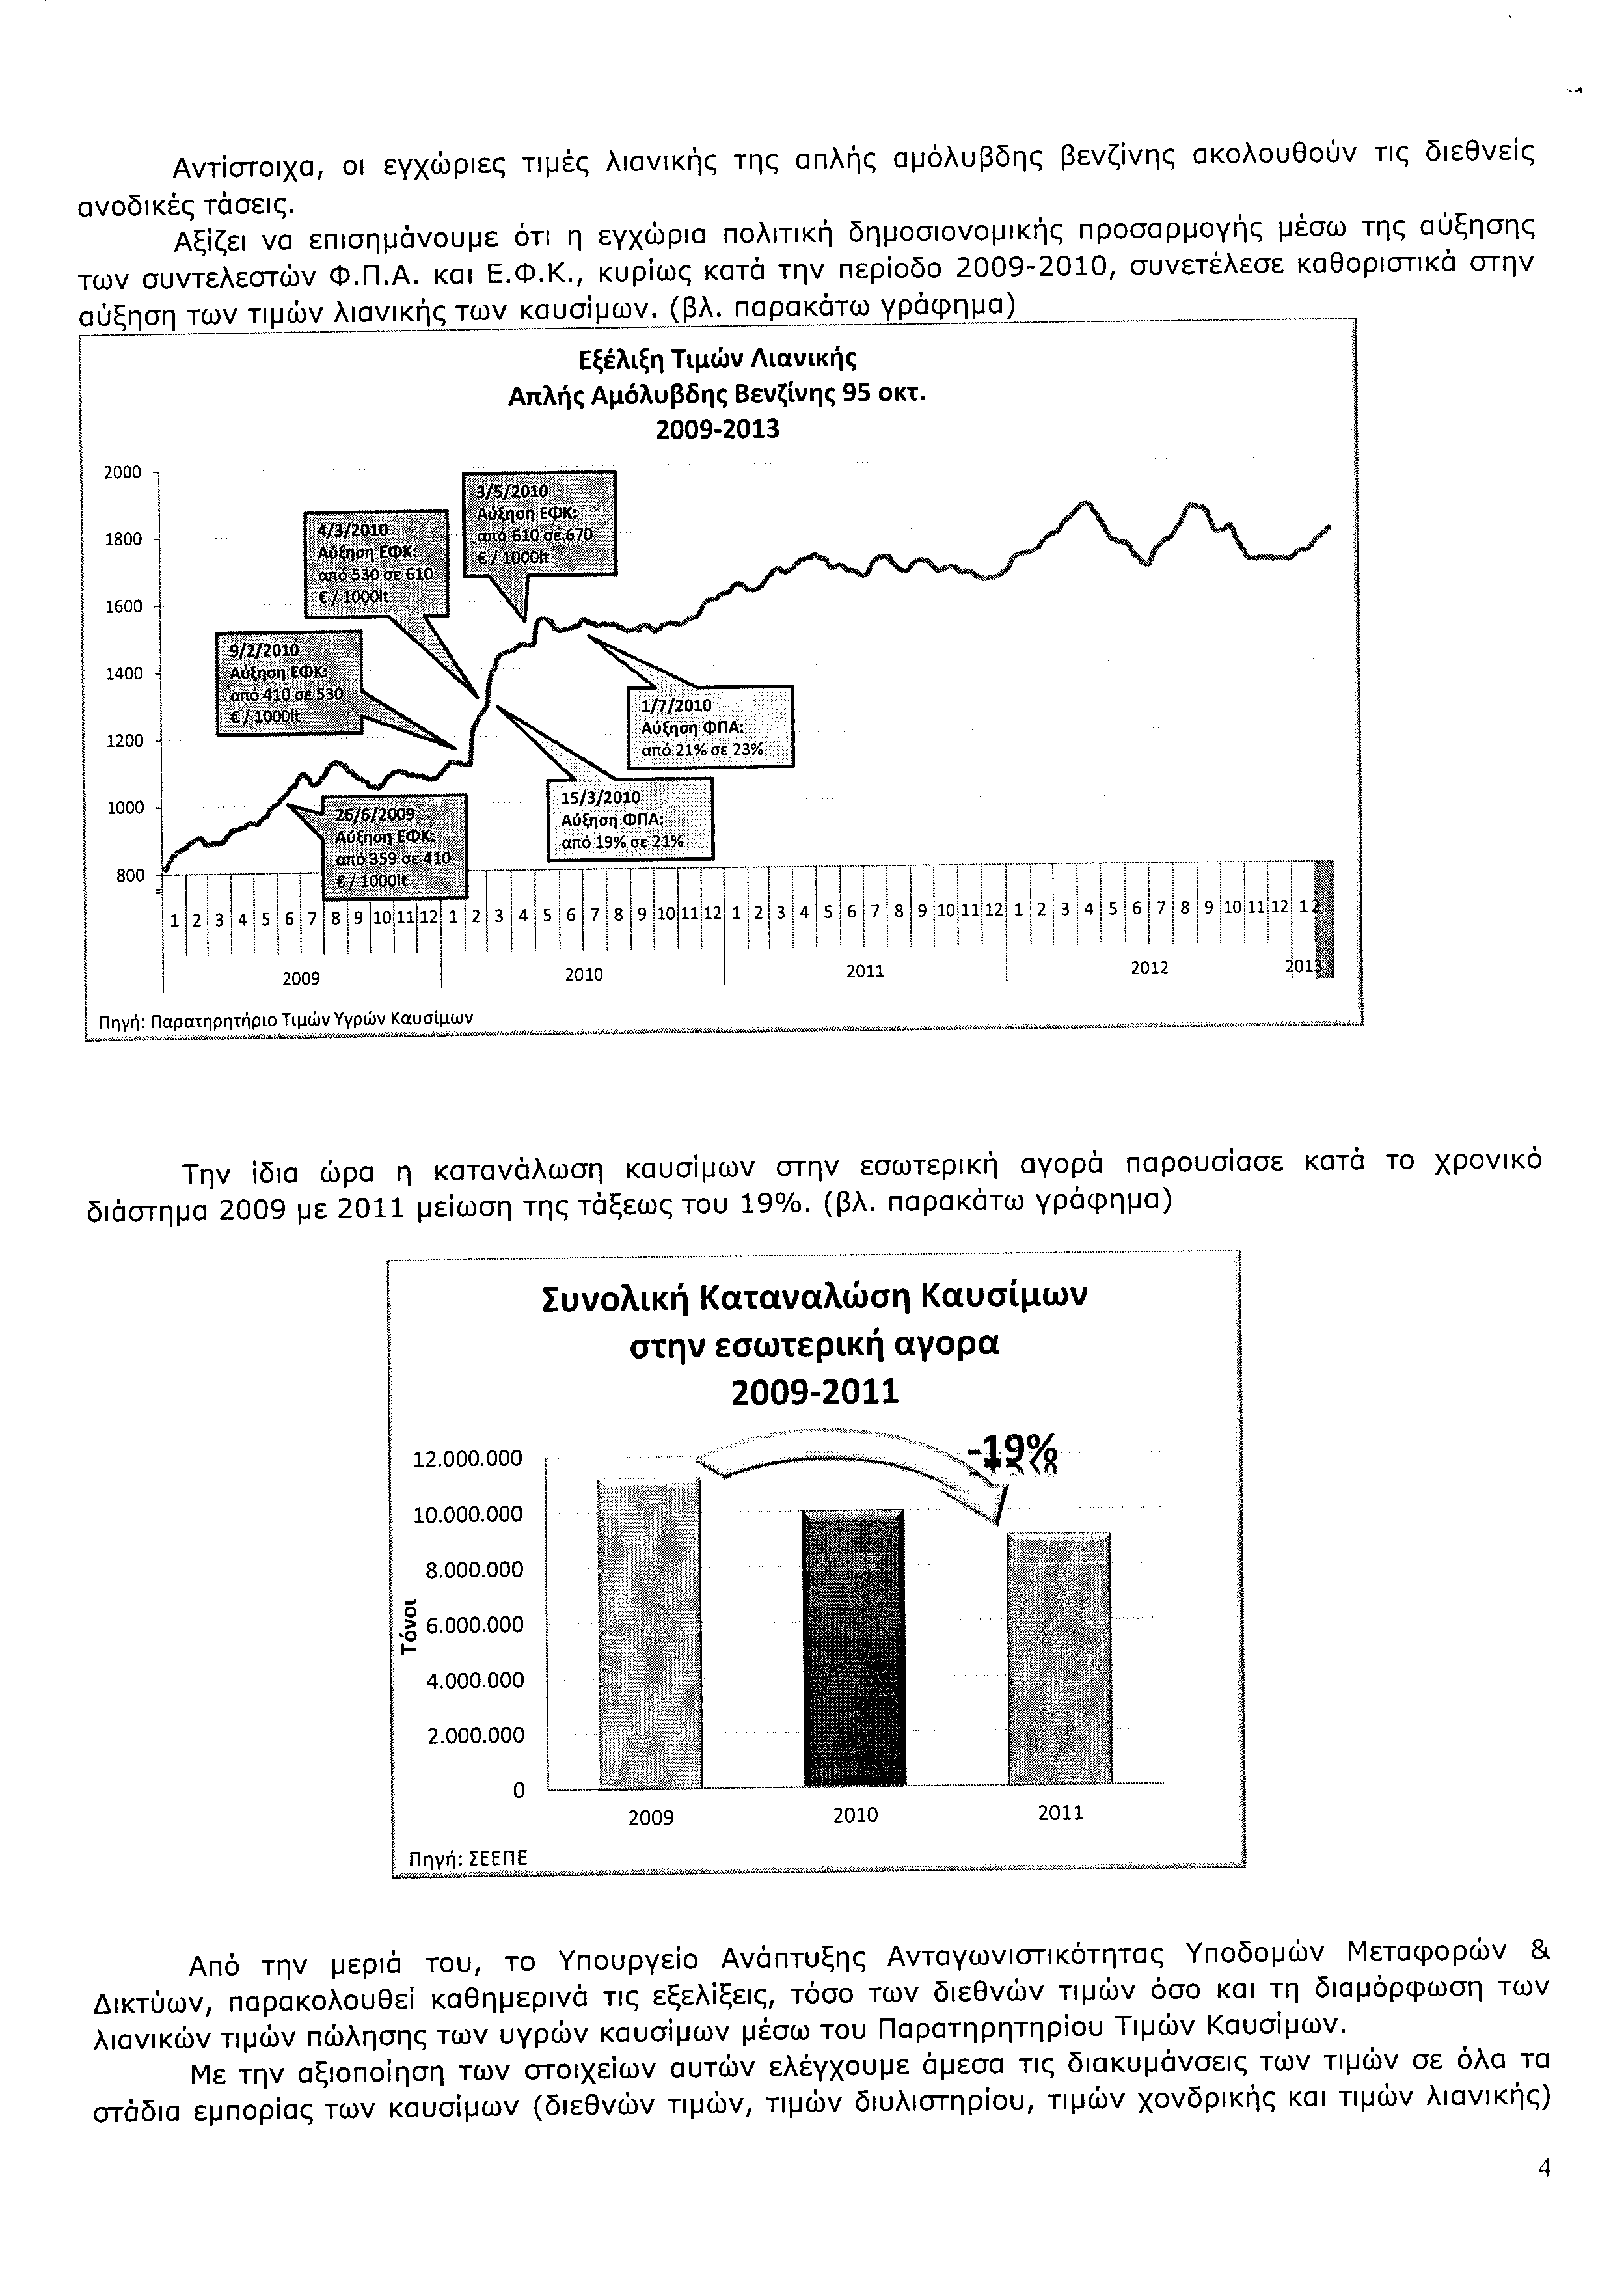 Αντίστοιχα, οι εγχώριες τιμές λιανικής της απλής αμόλυβδης βενζίνης ακολουθούν τις διεθνείς
ανοδικές τάσεις.
Αξίζει να επισημάνουμε ότι η εγχώρια πολιτική δημοσιονομικής προσαρμογής μέσω της αύξησης
των συντελεστών Φ.Π.Α. και Ε.Φ.Κ., κυρίως κατά την περίοδο 2009-2010, συνετέλεσε καθοριστικά στην
αύξηση των τιμών λιανικής των καυσίμων. (βλ. παρακάτω γράφημα)
Εξέλιξη Τιμών Λιανικής
Απλής Αμόλυβδης Βενζίνης 95 οκτ.
2009-2013
2000
1800
1600
1400
1200
1000
800
3/5/2010
Αύξηση ΕΦΚ:
από 610 σε 670
€ / 1000lt
4/3/2010
Αύξηση ΕΦΚ:
από 530 σε 610
€ / 1000lt
9/2/2010
Αύξηση ΕΦΚ:
από 410 σε 530
€ / 1000lt
1/7/2010
Αύξηση ΦΠΑ:
από 21% σε 23%
15/3/2010
Αύξηση ΦΠΑ:
από 19% σε 21%
26/6/2009
Αύξηση ΕΦΚ:
από 359 σε 410
€ / 1000lt
1 2 3 4 5 6 7 8 9 10 11 12 1 2 3 4 5 6 7 8 9 10 11 12 1 2 3 4 5 6 7 8 9 10 11 12 1 2 3 4 5 6 7 8 9 10 11 12 1 2
2009 2010 2011 2012 2013
Πηγή: Παρατηρητήριο Τιμών Υγρών Καυσίμων
Την ίδια ώρα η κατανάλωση καυσίμων στην εσωτερική αγορά παρουσίασε κατά το χρονικό
διάστημα 2009 με 2011 μείωση της τάξεως του 19%. (βλ. παρακάτω γράφημα)
Συνολική Καταναλώση Καυσίμων
στην εσωτερική αγορα
2009-2011
-19%
12.000.000
10.000.000
8.000.000
6.000.000
4.000.000
2.000.000
0
Τόνοι
2009 2010 2011
Πηγή: ΣΕΕΠΕ
Από την μεριά του, το Υπουργείο Ανάπτυξης Ανταγωνιστικότητας Υποδομών Μεταφορών &
Δικτύων, παρακολουθεί καθημερινά τις εξελίξεις, τόσο των διεθνών τιμών όσο και τη διαμόρφωση των
λιανικών τιμών πώλησης των υγρών καυσίμων μέσω του Παρατηρητηρίου Τιμών Καυσίμων.
Με την αξιοποίηση των στοιχείων αυτών ελέγχουμε άμεσα τις διακυμάνσεις των τιμών σε όλα τα
στάδια εμπορίας των καυσίμων (διεθνών τιμών, τιμών διυλιστηρίου, τιμών χονδρικής και τιμών λιανικής)
4